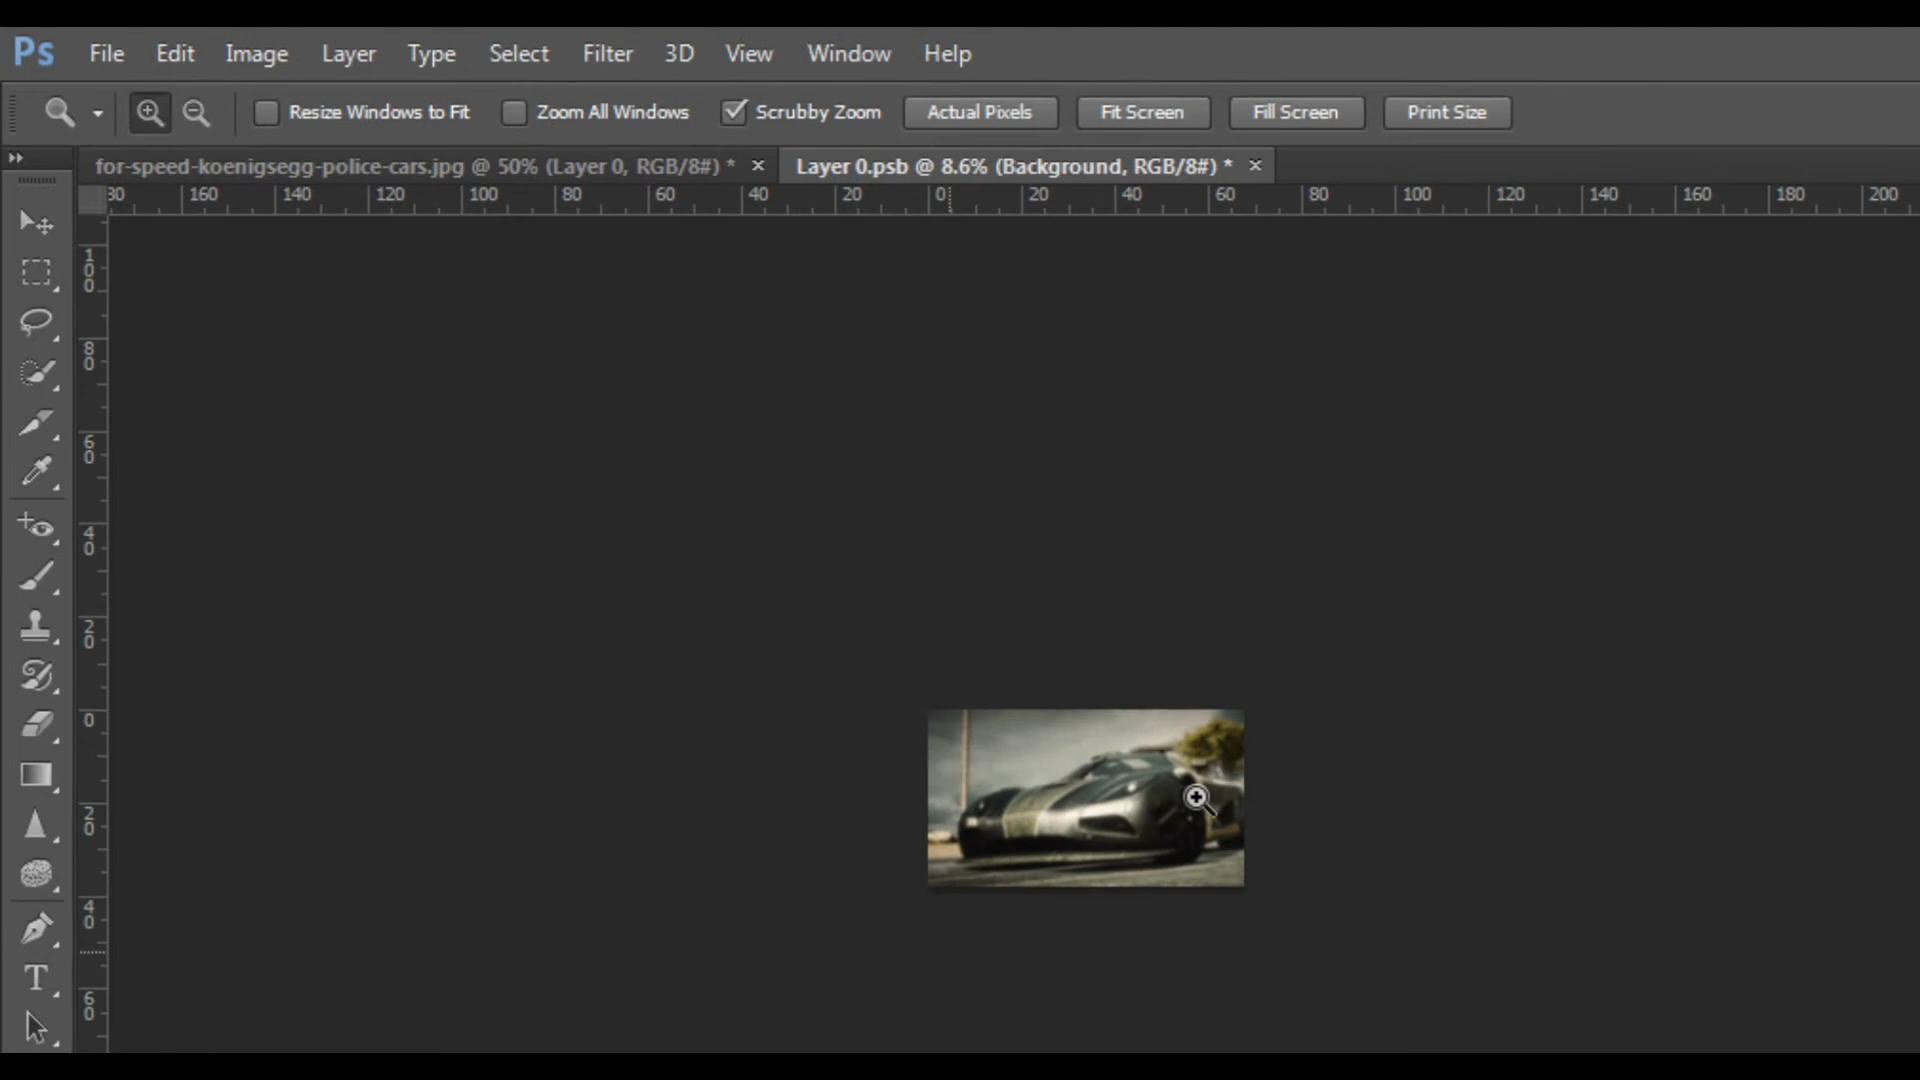 Ps File Edit Image Layer Type Select Filter 3D View Window Help
Resize Windows to Fit Zoom All Windows Scrubby Zoom Actual Pixels Fit Screen Fill Screen Print Size
for-speed-koenigsegg-police-cars.jpg @ 50% (Layer 0, RGB/8#) * × Layer 0.psb @ 8.6% (Background, RGB/8#) * ×
80 160 140 120 100 80 60 40 20 0 20 40 60 80 100 120 140 160 180 200
100
80
60
40
20
0
20
40
60
T